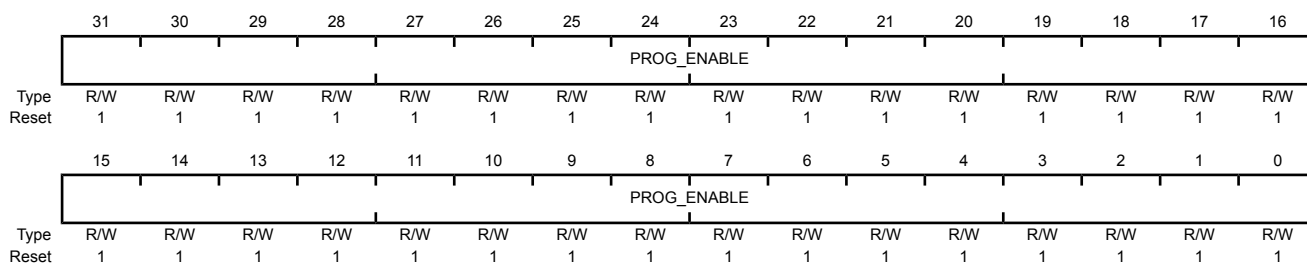 31 30 29 28 27 26 25 24 23 22 21 20 19 18 17 16
PROG_ENABLE
Type R/W R/W R/W R/W R/W R/W R/W R/W R/W R/W R/W R/W R/W R/W R/W R/W
Reset 1 1 1 1 1 1 1 1 1 1 1 1 1 1 1 1
15 14 13 12 11 10 9 8 7 6 5 4 3 2 1 0
PROG_ENABLE
Type R/W R/W R/W R/W R/W R/W R/W R/W R/W R/W R/W R/W R/W R/W R/W R/W
Reset 1 1 1 1 1 1 1 1 1 1 1 1 1 1 1 1